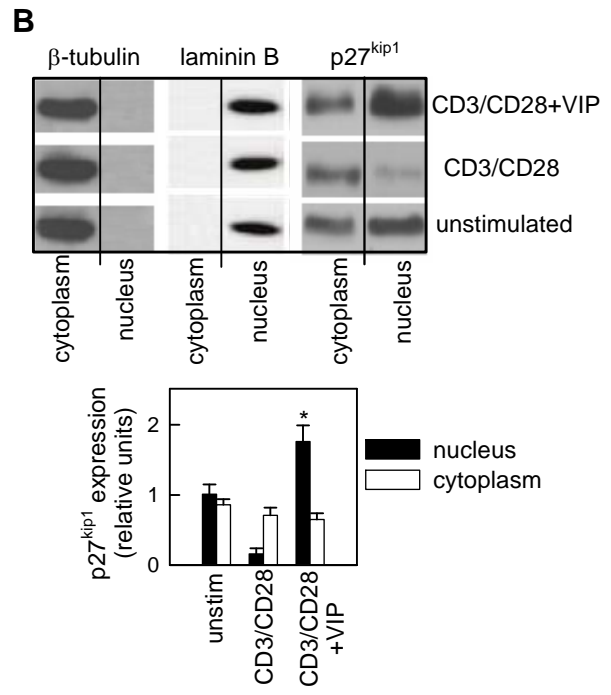 B
β-tubulin laminin B p27kip1
CD3/CD28+VIP
CD3/CD28
unstimulated
cytoplasm
nucleus
cytoplasm
nucleus
cytoplasm
nucleus
p27kip1 expression
(relative units)
2
1
0
*
nucleus
cytoplasm
unstim
CD3/CD28
CD3/CD28
+VIP